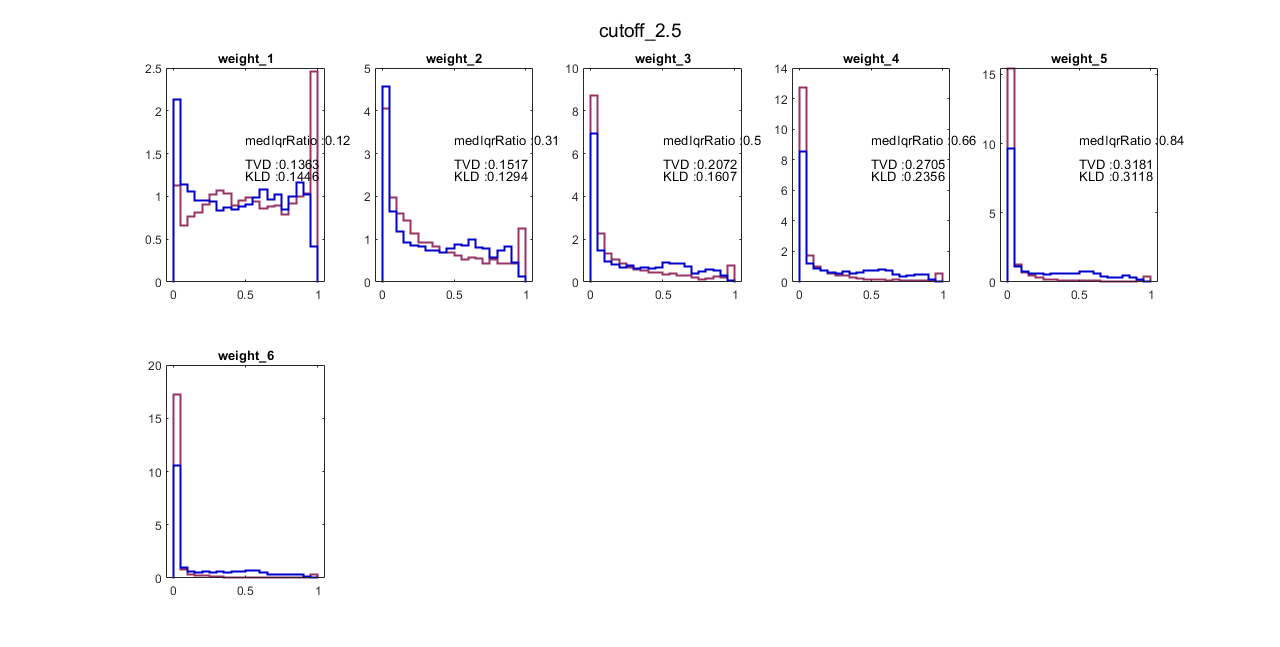 cutoff_2.5
weight_1
2.5
2
1.5
1
0.5
0
0
0.5
1
medIqrRatio :0.12
TVD :0.1363
KLD :0.1446
weight_2
5
4
3
2
1
0
0
0.5
1
medIqrRatio :0.31
TVD :0.1517
KLD :0.1294
weight_3
10
8
6
4
2
0
0
0.5
1
medIqrRatio :0.5
TVD :0.2072
KLD :0.1607
weight_4
14
12
10
8
6
4
2
0
0
0.5
1
medIqrRatio :0.66
TVD :0.2705
KLD :0.2356
weight_5
15
10
5
0
0
0.5
1
medIqrRatio :0.84
TVD :0.3181
KLD :0.3118
weight_6
20
15
10
5
0
0
0.5
1